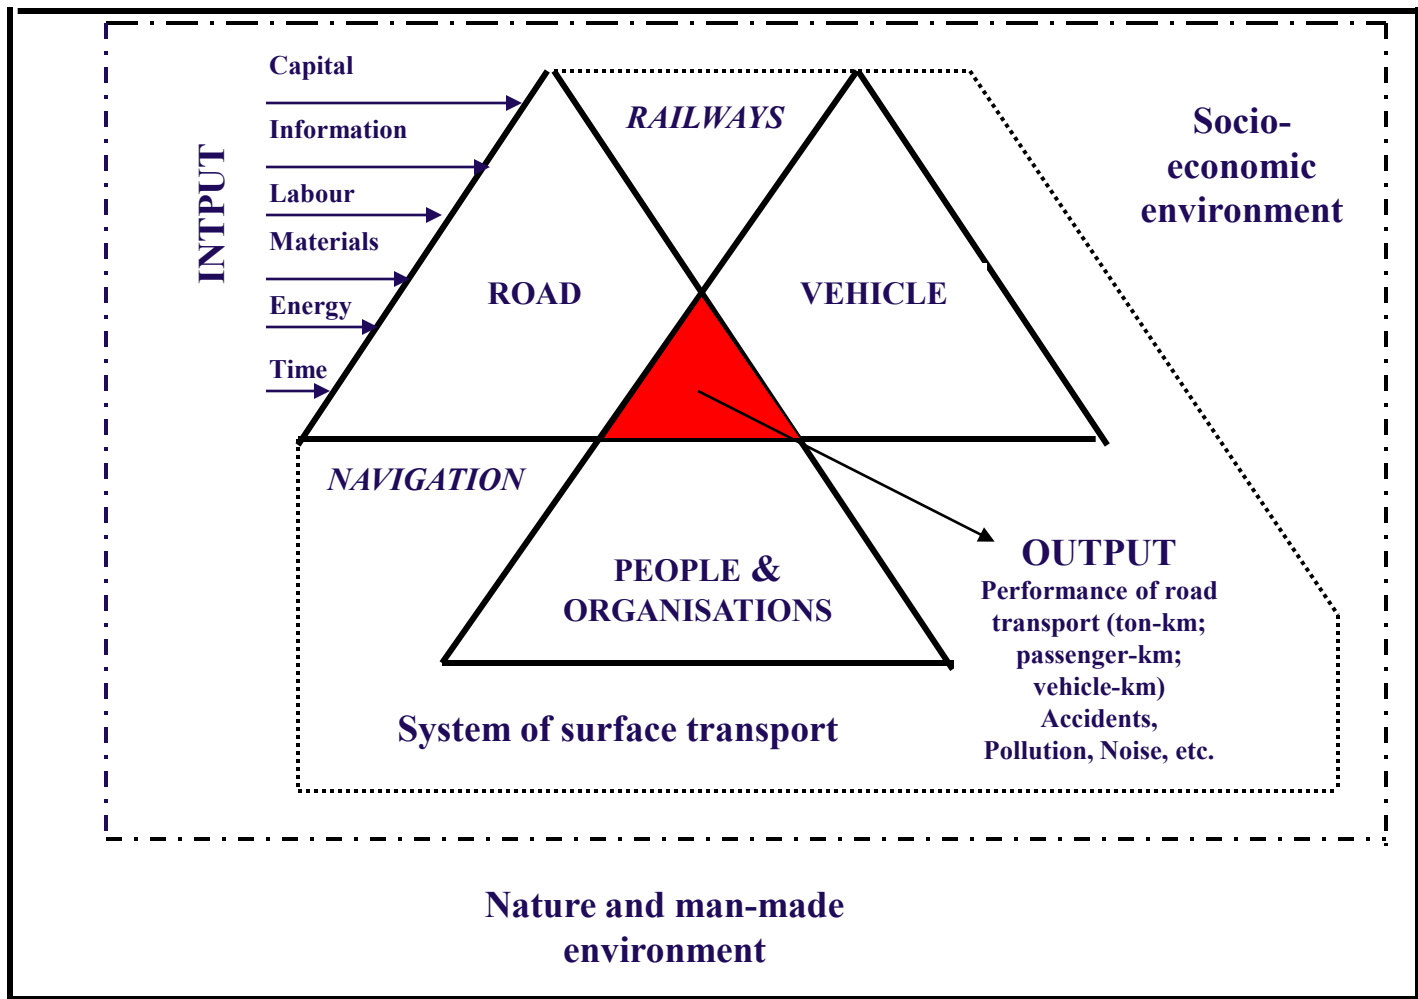 Capital
Information
Labour
Materials
Energy
Time
INTPUT
RAILWAYS
ROAD
VEHICLE
Socio-
economic
environment
NAVIGATION
PEOPLE &
ORGANISATIONS
OUTPUT
Performance of road
transport (ton-km;
passenger-km;
vehicle-km)
Accidents,
Pollution, Noise, etc.
System of surface transport
Nature and man-made
environment